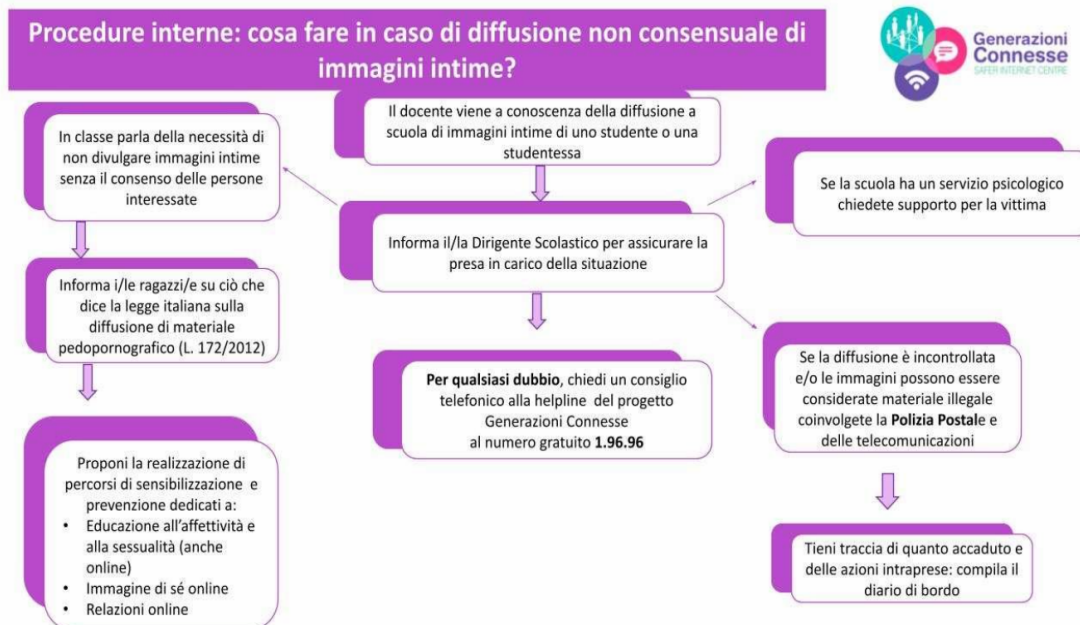 Procedure interne: cosa fare in caso di diffusione non consensuale di
immagini intime?
Generazioni
Connesse
SAFER INTERNET CENTRE
Il docente viene a conoscenza della diffusione a
scuola di immagini intime di uno studente o una
studentessa
In classe parla della necessità di
non divulgare immagini intime
senza il consenso delle persone
interessate
Se la scuola ha un servizio psicologico
chiedete supporto per la vittima
Informa il/la Dirigente Scolastico per assicurare la
presa in carico della situazione
Informa i/le ragazzi/e su ciò che
dice la legge italiana sulla
diffusione di materiale
pedopornografico (L. 172/2012)
Per qualsiasi dubbio, chiedi un consiglio
telefonico alla helpline del progetto
Generazioni Connesse
al numero gratuito 1.96.96
Se la diffusione è incontrollata
e/o le immagini possono essere
considerate materiale illegale
coinvolgete la Polizia Postale e
delle telecomunicazioni
Proponi la realizzazione di
percorsi di sensibilizzazione e
prevenzione dedicati a:
• Educazione all'affettività e
alla sessualità (anche
online)
• Immagine di sé online
• Relazioni online
Tieni traccia di quanto accaduto e
delle azioni intraprese: compila il
diario di bordo